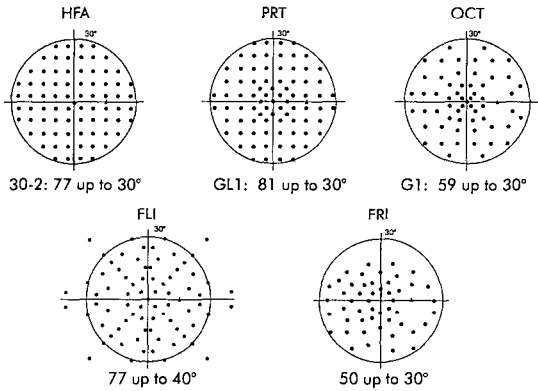 HFA
PRT
OCT
30°
30°
30°
30-2: 77 up to 30°
GL1: 81 up to 30°
G1: 59 up to 30°
FLI
FRI
30°
30°
77 up to 40°
50 up to 30°